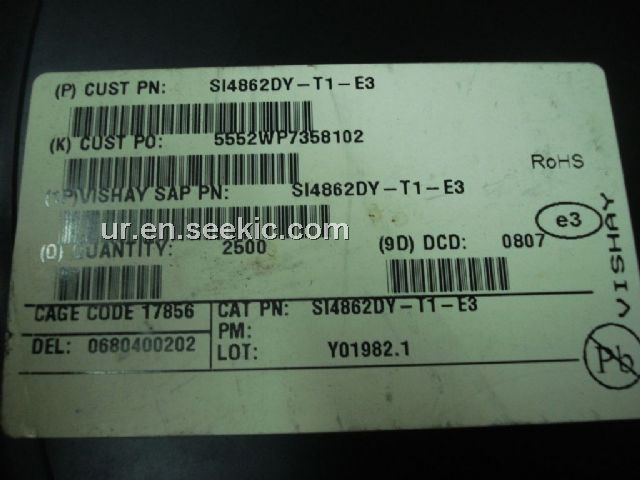 (P) CUST PN: SI4862DY-T1-E3
(K) CUST PO: 5552WP7358102
RoHS
(1P)VISHAY SAP PN: SI4862DY-T1-E3
ur.en.seekic.com
e3
VISHAY
(Q) QUANTITY: 2500 (9D) DCD: 0807
CAGE CODE 17856 CAT PN: SI4862DY-T1-E3
PM:
DEL: 0680400202 LOT: Y01982.1
Pb